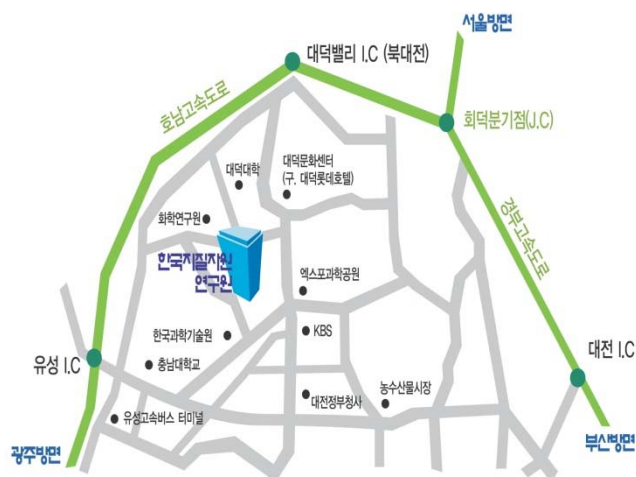 서울방면
대덕밸리 I.C (북대전)
호남고속도로
회덕분기점(J.C)
대덕문화센터
(구. 대덕롯데호텔)
대덕대학
화학연구원
경부고속도로
한국지질자원
연구원
엑스포과학공원
한국과학기술원
KBS
유성 I.C
충남대학교
대전 I.C
대전정부청사
농수산물시장
유성고속버스 터미널
광주방면
부산방면